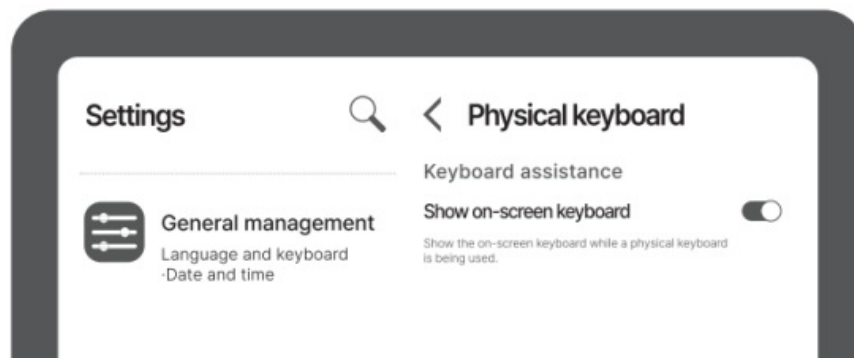 Settings
General management
Language and keyboard
·Date and time
Physical keyboard
Keyboard assistance
Show on-screen keyboard
Show the on-screen keyboard while a physical keyboard
is being used.